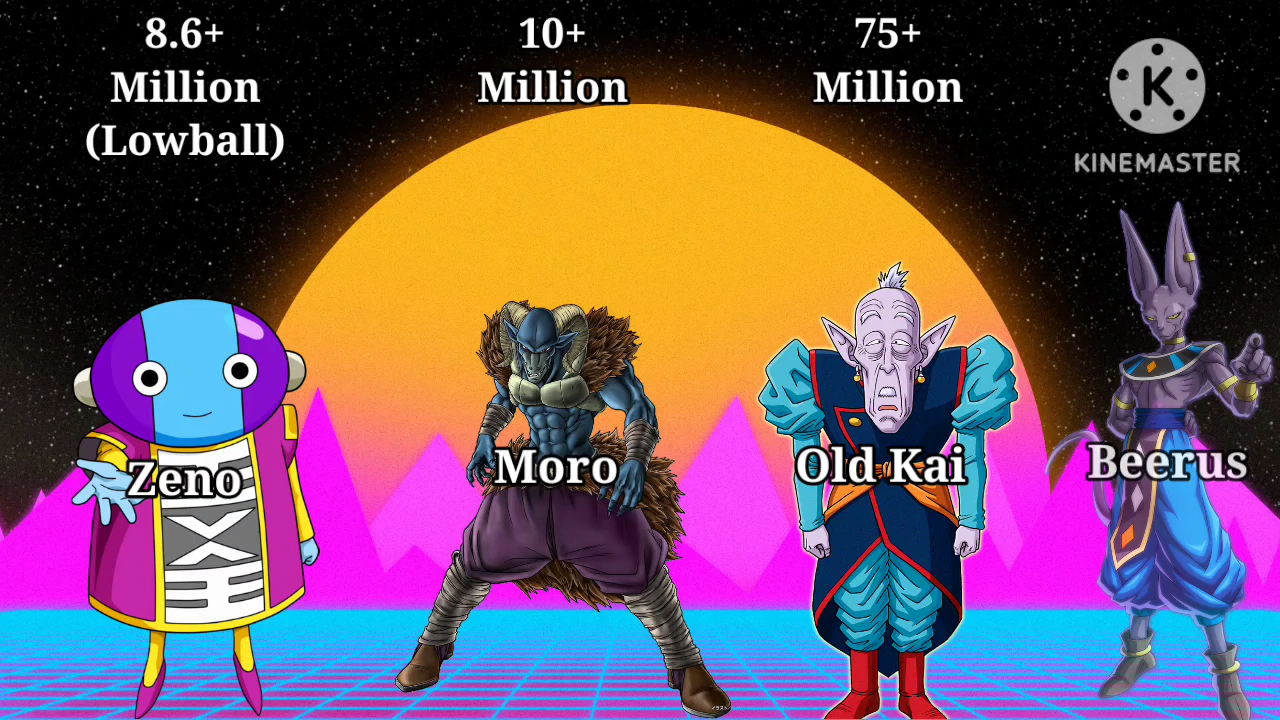 8.6+
Million
(Lowball)
10+
Million
75+
Million
K
KINEMASTER
Zeno
Moro
Old Kai
Beerus